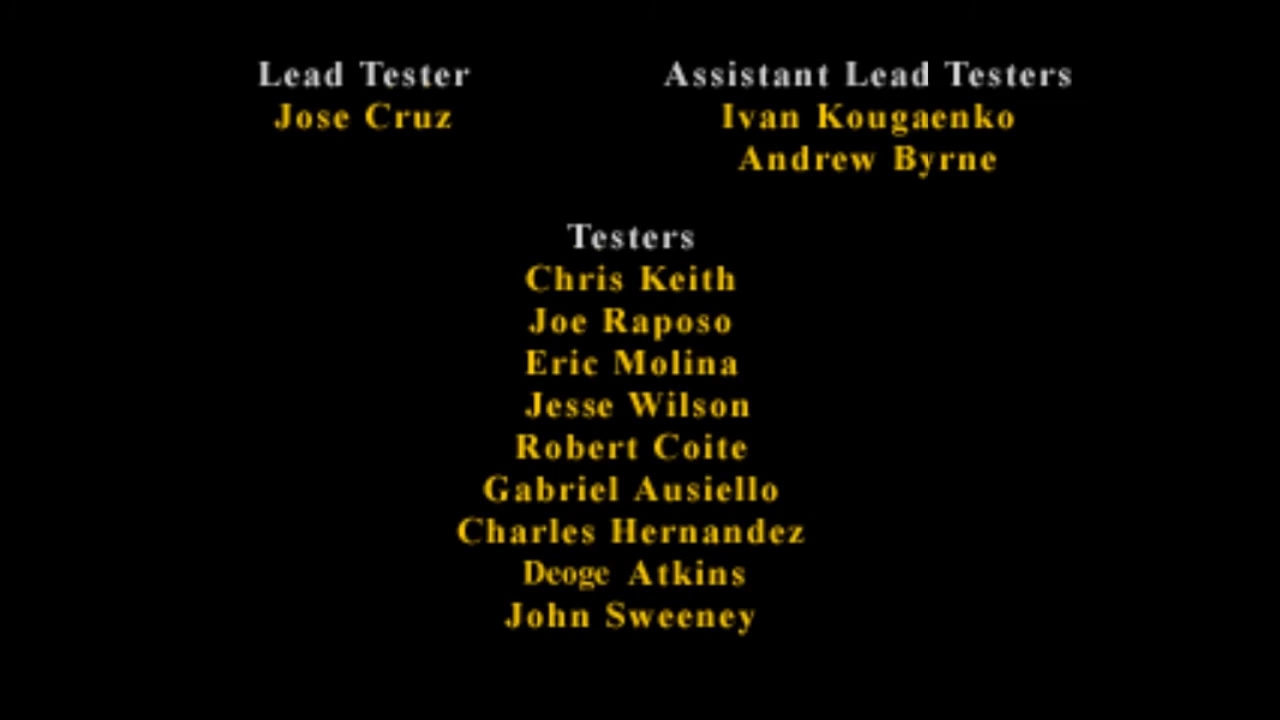 Lead Tester
Jose Cruz
Assistant Lead Testers
Ivan Kougaenko
Andrew Byrne
Testers
Chris Keith
Joe Raposo
Eric Molina
Jesse Wilson
Robert Coite
Gabriel Ausiello
Charles Hernandez
Deoge Atkins
John Sweeney